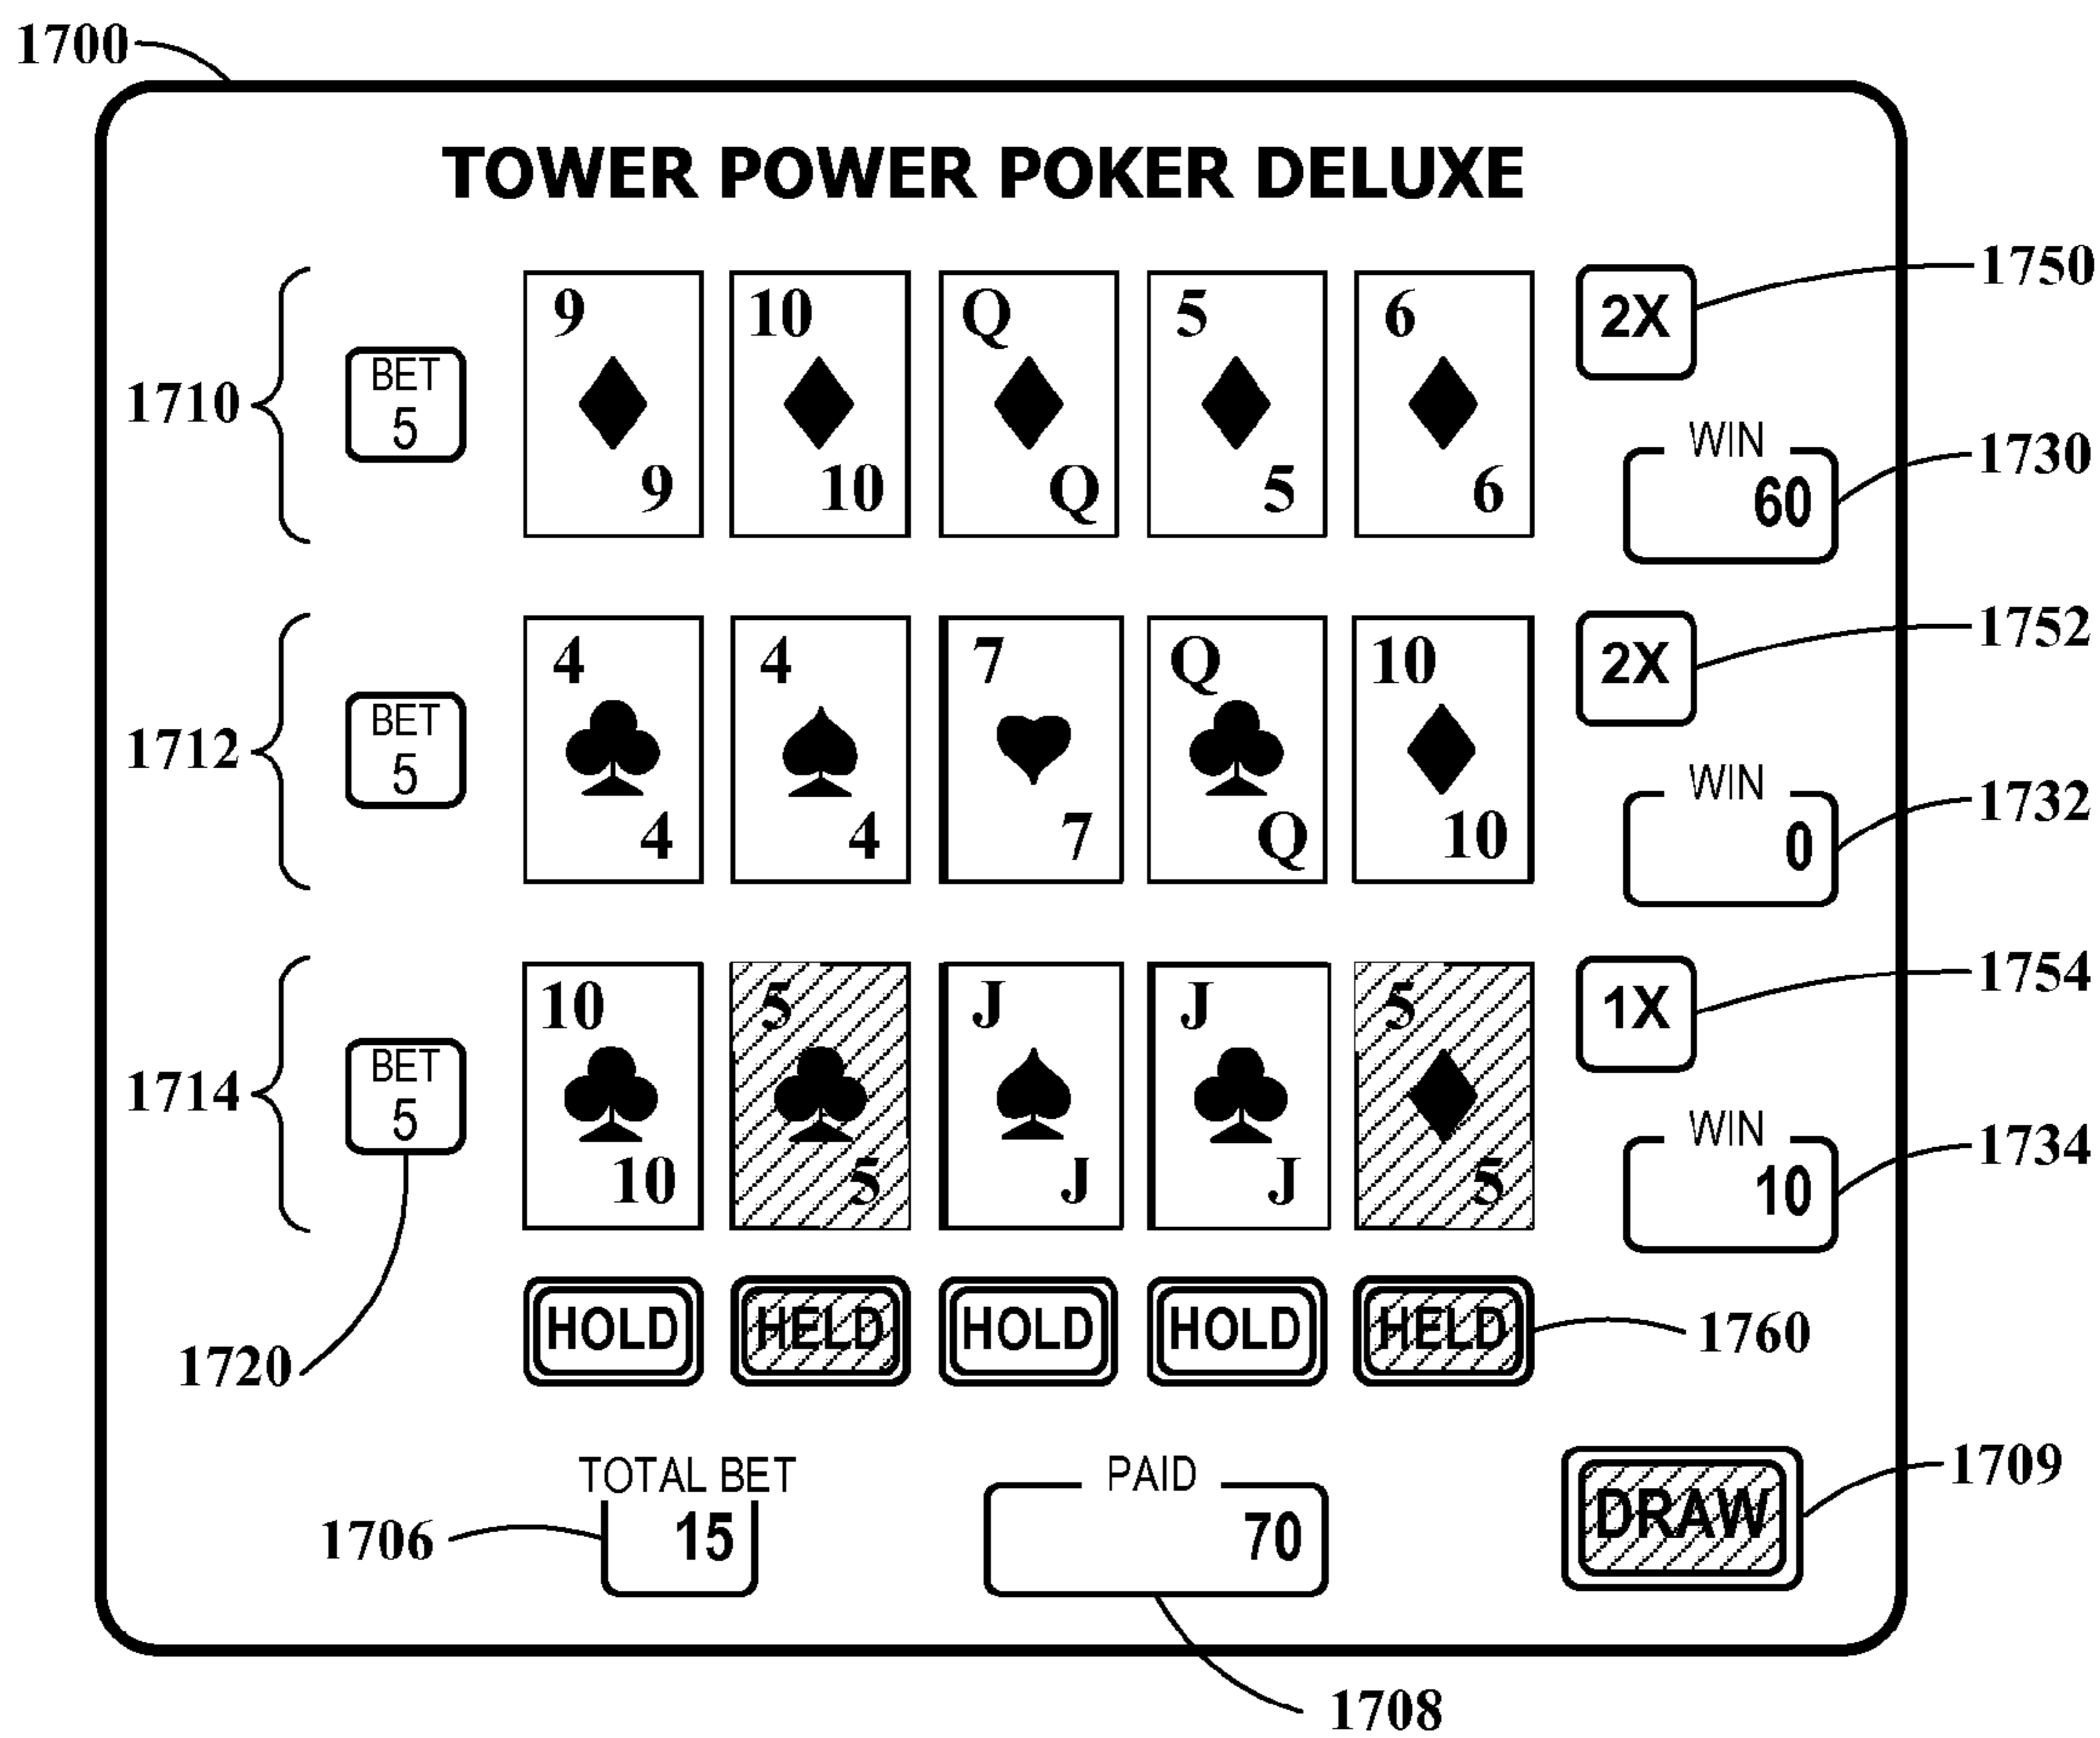 1700
TOWER POWER POKER DELUXE
9 10 Q 5 6
2X
1750
1710
BET
5
WIN
60
1730
9 10 Q 5 6
4 4 7 Q 10
2X
1752
1712
BET
5
WIN
0
1732
4 4 7 Q 10
10 5 J J 5
1X
1754
1714
BET
5
WIN
10
1734
10 5 J J 5
HOLD HELD HOLD HOLD HELD
1760
1720
TOTAL BET
15
1706
PAID
70
DRAW
1709
1708